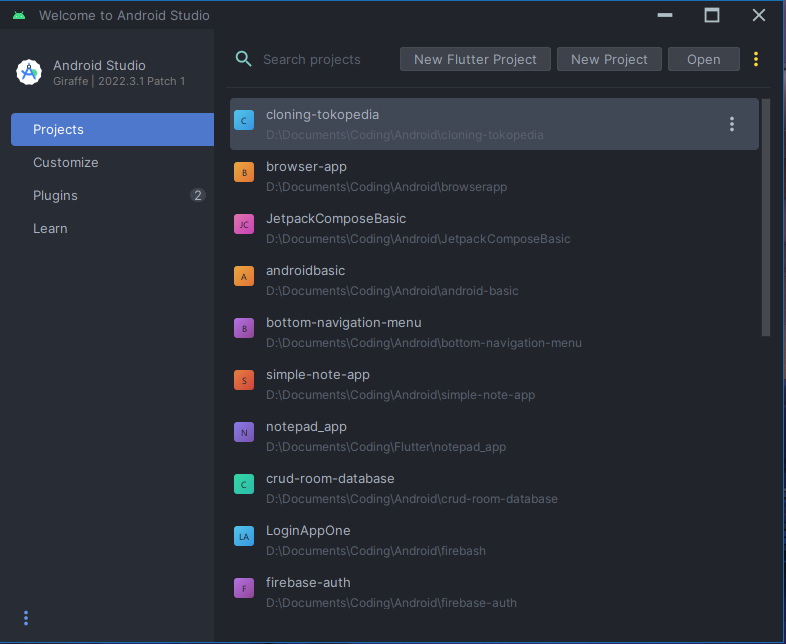 Welcome to Android Studio
Android Studio
Giraffe | 2022.3.1 Patch 1
Projects
Customize
Plugins 2
Learn
Search projects
New Flutter Project
New Project
Open
C
cloning-tokopedia
D:\Documents\Coding\Android\cloning-tokopedia
B
browser-app
D:\Documents\Coding\Android\browserapp
JC
JetpackComposeBasic
D:\Documents\Coding\Android\JetpackComposeBasic
A
androidbasic
D:\Documents\Coding\Android\android-basic
B
bottom-navigation-menu
D:\Documents\Coding\Android\bottom-navigation-menu
S
simple-note-app
D:\Documents\Coding\Android\simple-note-app
N
notepad_app
D:\Documents\Coding\Flutter\notepad_app
C
crud-room-database
D:\Documents\Coding\Android\crud-room-database
LA
LoginAppOne
D:\Documents\Coding\Android\firebash
F
firebase-auth
D:\Documents\Coding\Android\firebase-auth